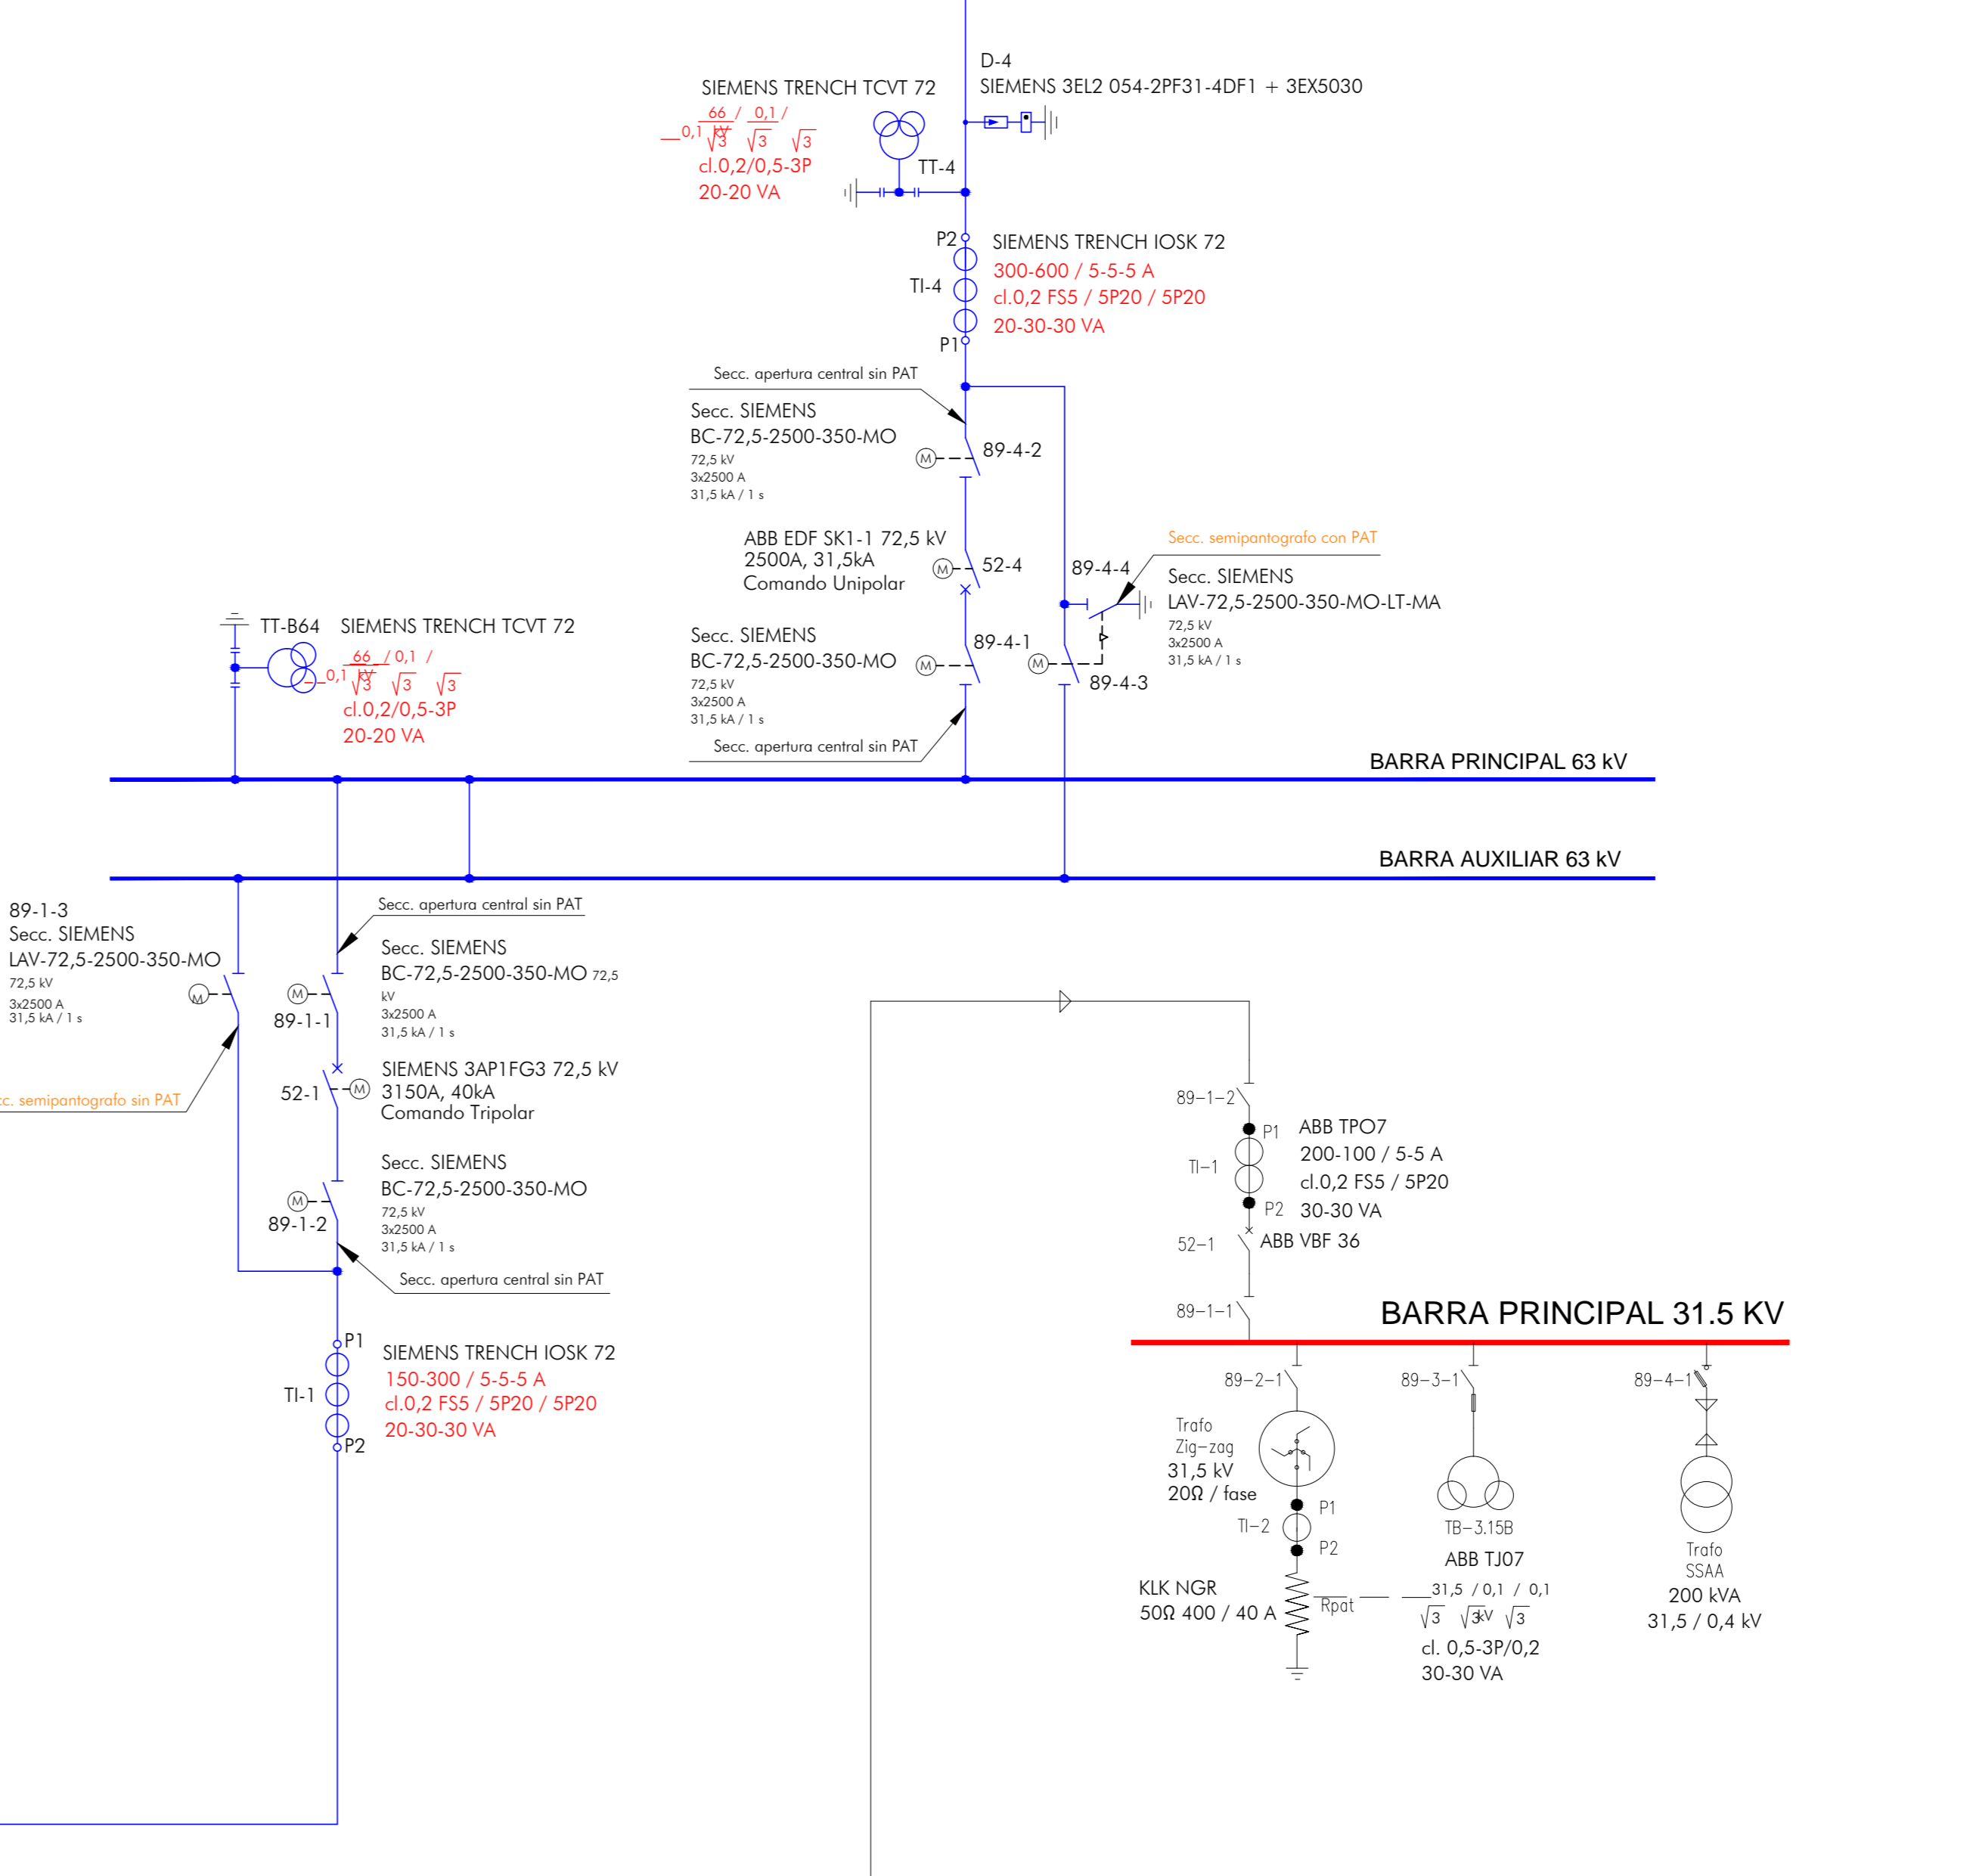 D-4
SIEMENS 3EL2 054-2PF31-4DF1 + 3EX5030
SIEMENS TRENCH TCVT 72
66 / 0,1 /
0,1 kV
√3 √3 √3
cl.0,2/0,5-3P
20-20 VA
TT-4
P2
SIEMENS TRENCH IOSK 72
300-600 / 5-5-5 A
TI-4
cl.0,2 FS5 / 5P20 / 5P20
20-30-30 VA
P1
Secc. apertura central sin PAT
Secc. SIEMENS
BC-72,5-2500-350-MO
72,5 kV
3x2500 A
31,5 kA / 1 s
M
89-4-2
ABB EDF SK1-1 72,5 kV
2500A, 31,5kA
Comando Unipolar
M
52-4
Secc. semipantografo con PAT
89-4-4
Secc. SIEMENS
LAV-72,5-2500-350-MO-LT-MA
72,5 kV
3x2500 A
31,5 kA / 1 s
Secc. SIEMENS
BC-72,5-2500-350-MO
72,5 kV
3x2500 A
31,5 kA / 1 s
M
89-4-1
M
89-4-3
Secc. apertura central sin PAT
TT-B64
SIEMENS TRENCH TCVT 72
66 / 0,1 /
0,1 kV
√3 √3 √3
cl.0,2/0,5-3P
20-20 VA
BARRA PRINCIPAL 63 kV
BARRA AUXILIAR 63 kV
89-1-3
Secc. SIEMENS
LAV-72,5-2500-350-MO
72,5 kV
3x2500 A
31,5 kA / 1 s
M
cc. semipantografo sin PAT
Secc. apertura central sin PAT
Secc. SIEMENS
BC-72,5-2500-350-MO 72,5
kV
3x2500 A
31,5 kA / 1 s
M
89-1-1
SIEMENS 3AP1FG3 72,5 kV
3150A, 40kA
Comando Tripolar
52-1
M
Secc. SIEMENS
BC-72,5-2500-350-MO
72,5 kV
3x2500 A
31,5 kA / 1 s
M
89-1-2
Secc. apertura central sin PAT
P1
SIEMENS TRENCH IOSK 72
150-300 / 5-5-5 A
TI-1
cl.0,2 FS5 / 5P20 / 5P20
20-30-30 VA
P2
89-1-2
P1
ABB TPO7
200-100 / 5-5 A
TI-1
cl.0,2 FS5 / 5P20
P2
30-30 VA
52-1
ABB VBF 36
89-1-1
BARRA PRINCIPAL 31.5 KV
89-2-1
89-3-1
89-4-1
Trafo
Zig-zag
31,5 kV
20Ω / fase
P1
TI-2
P2
KLK NGR
50Ω 400 / 40 A
Rpat
TB-3.15B
ABB TJ07
31,5 / 0,1 / 0,1
√3 √3 kV √3
cl. 0,5-3P/0,2
30-30 VA
Trafo
SSAA
200 kVA
31,5 / 0,4 kV